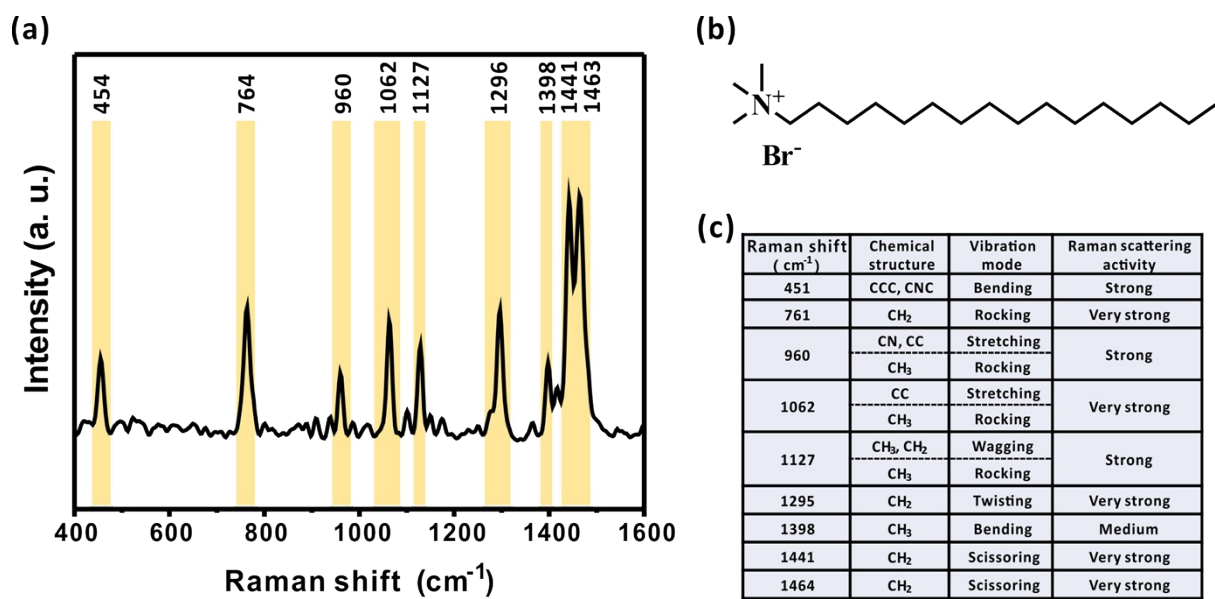 (a)
454
764
960
1062
1127
1296
1398
1441
1463
Intensity (a. u.)
400
600
800
1000
1200
1400
1600
Raman shift (cm⁻¹)
(b)
N⁺
Br⁻
(c)
Raman shift (cm⁻¹) Chemical structure Vibration mode Raman scattering activity
451 CCC, CNC Bending Strong
761 CH₂ Rocking Very strong
960 CN, CC Stretching Strong
CH₃ Rocking
1062 CC Stretching Very strong
CH₃ Rocking
1127 CH₃, CH₂ Wagging Strong
CH₃ Rocking
1295 CH₂ Twisting Very strong
1398 CH₃ Bending Medium
1441 CH₂ Scissoring Very strong
1464 CH₂ Scissoring Very strong